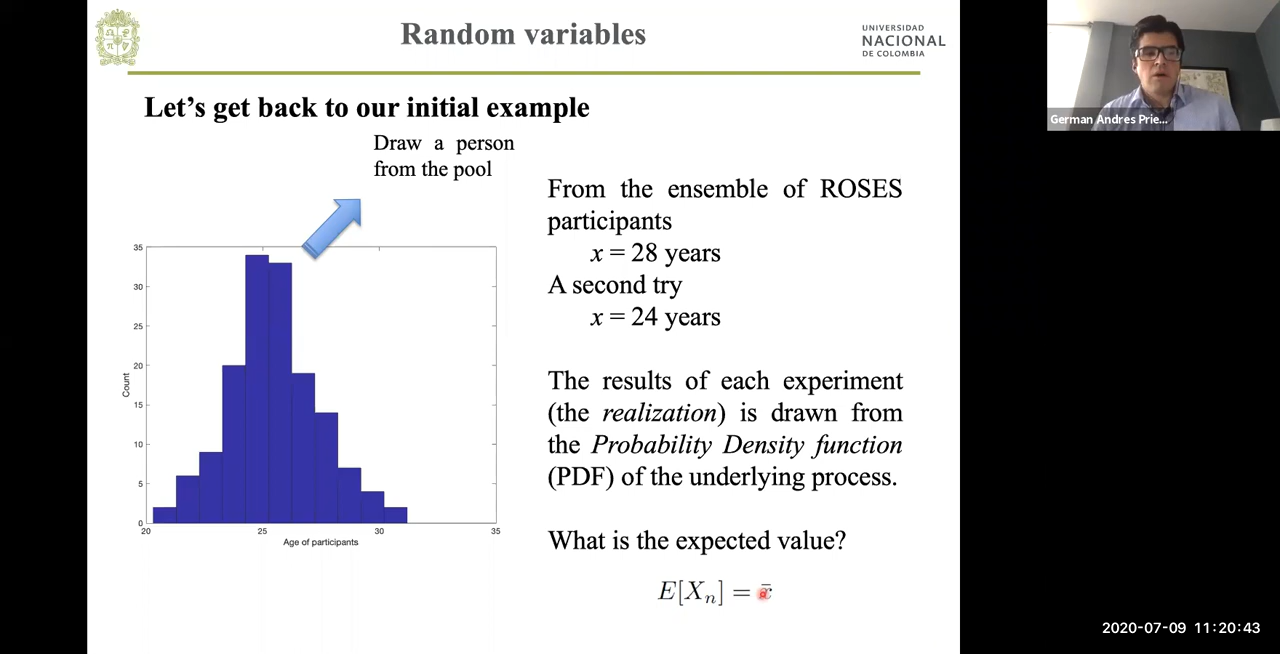 Random variables
UNIVERSIDAD
NACIONAL
DE COLOMBIA
German Andres Prie...
Let's get back to our initial example
Draw a person
from the pool
From the ensemble of ROSES
participants
x = 28 years
A second try
x = 24 years
The results of each experiment
(the realization) is drawn from
the Probability Density function
(PDF) of the underlying process.
What is the expected value?
E[Xn] = x̄
35
30
25
20
15
10
5
0
Count
20 25 30 35
Age of participants
2020-07-09 11:20:43